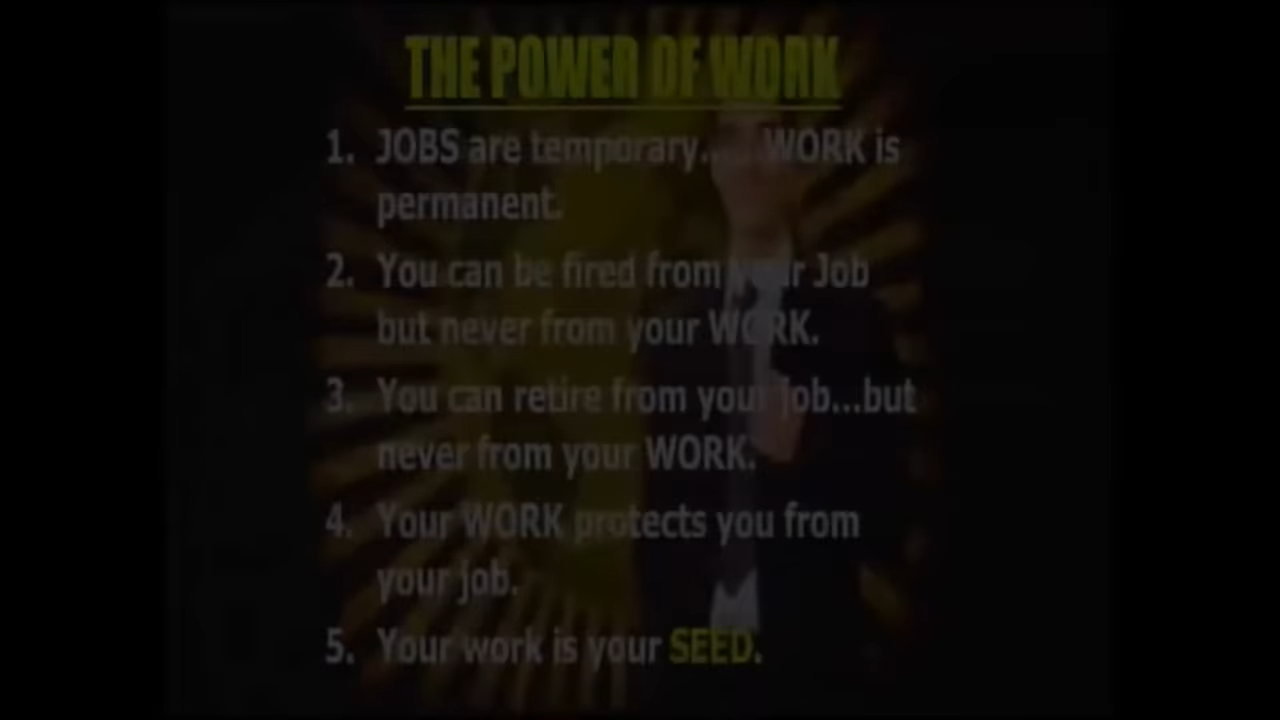 THE POWER OF WORK
1. JOBS are temporary.... WORK is
permanent.
2. You can be fired from your Job
but never from your WORK.
3. You can retire from your job...but
never from your WORK.
4. Your WORK protects you from
your job.
5. Your work is your SEED.